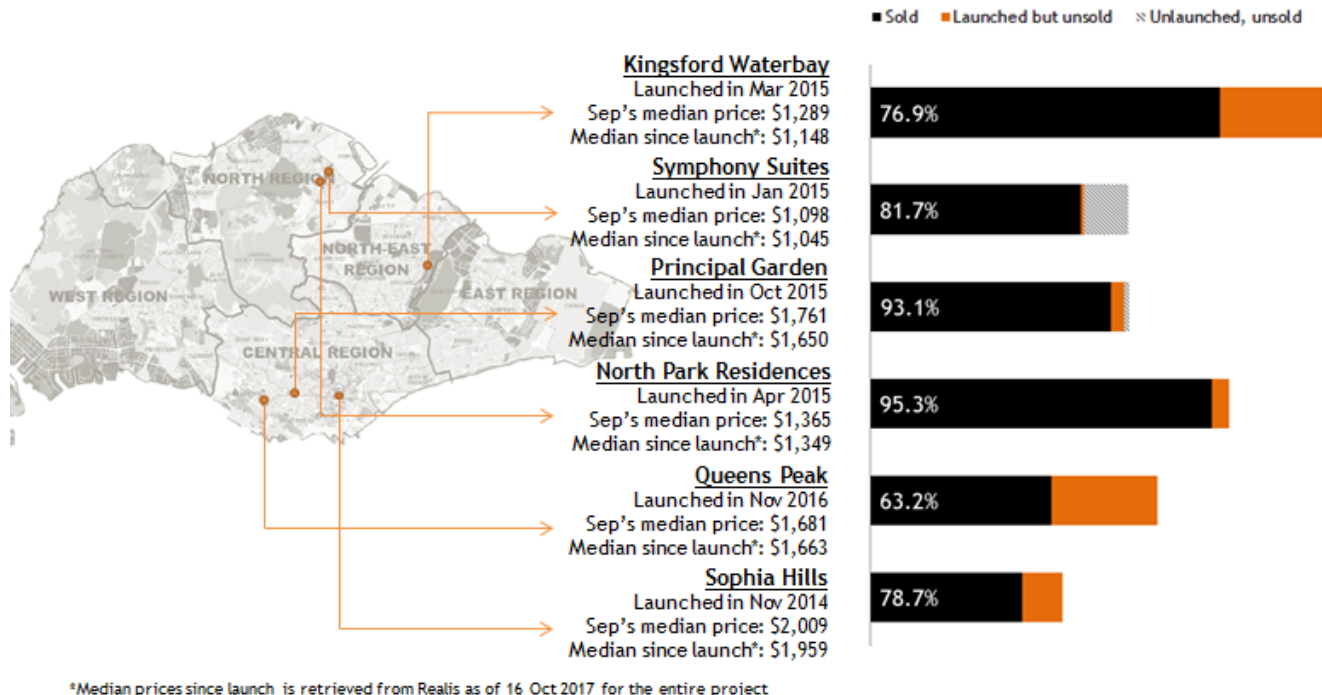 Sold Launched but unsold Unlaunched, unsold
Kingsford Waterbay
Launched in Mar 2015
Sep's median price: $1,289
Median since launch*: $1,148
76.9%
Symphony Suites
Launched in Jan 2015
Sep's median price: $1,098
Median since launch*: $1,045
81.7%
Principal Garden
Launched in Oct 2015
Sep's median price: $1,761
Median since launch*: $1,650
93.1%
North Park Residences
Launched in Apr 2015
Sep's median price: $1,365
Median since launch*: $1,349
95.3%
Queens Peak
Launched in Nov 2016
Sep's median price: $1,681
Median since launch*: $1,663
63.2%
Sophia Hills
Launched in Nov 2014
Sep's median price: $2,009
Median since launch*: $1,959
78.7%
NORTH REGION
NORTH-EAST
REGION
WEST REGION
EAST REGION
CENTRAL REGION
*Median prices since launch is retrieved from Realis as of 16 Oct 2017 for the entire project